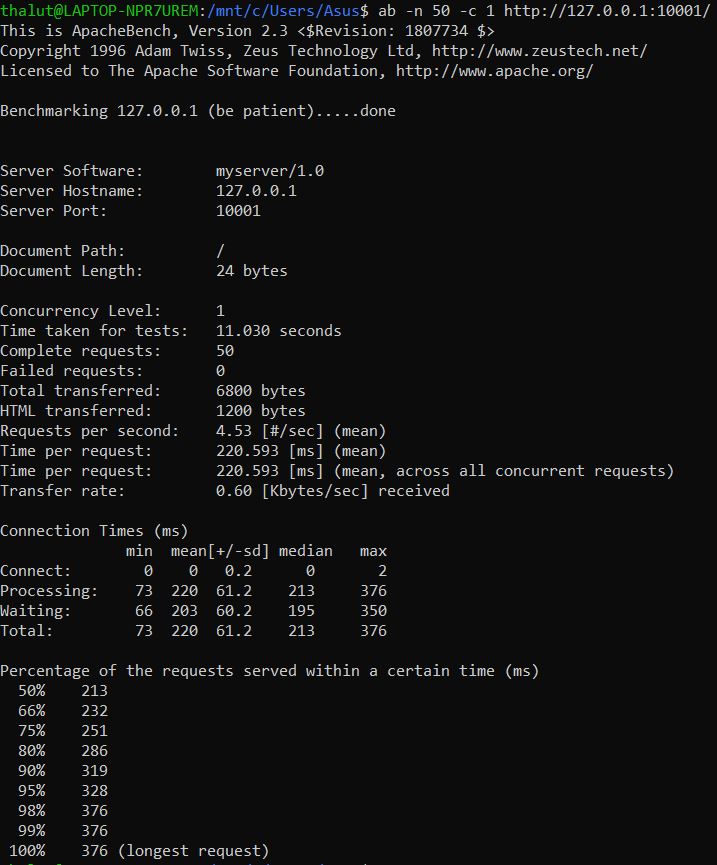 thalut@LAPTOP-NPR7UREM:/mnt/c/Users/Asus$ ab -n 50 -c 1 http://127.0.0.1:10001/
This is ApacheBench, Version 2.3 <$Revision: 1807734 $>
Copyright 1996 Adam Twiss, Zeus Technology Ltd, http://www.zeustech.net/
Licensed to The Apache Software Foundation, http://www.apache.org/

Benchmarking 127.0.0.1 (be patient).....done

Server Software:        myserver/1.0
Server Hostname:        127.0.0.1
Server Port:            10001

Document Path:          /
Document Length:        24 bytes

Concurrency Level:      1
Time taken for tests:   11.030 seconds
Complete requests:      50
Failed requests:        0
Total transferred:      6800 bytes
HTML transferred:       1200 bytes
Requests per second:    4.53 [#/sec] (mean)
Time per request:       220.593 [ms] (mean)
Time per request:       220.593 [ms] (mean, across all concurrent requests)
Transfer rate:          0.60 [Kbytes/sec] received

Connection Times (ms)
              min  mean[+/-sd] median   max
Connect:        0    0   0.2      0       2
Processing:    73  220  61.2    213     376
Waiting:       66  203  60.2    195     350
Total:         73  220  61.2    213     376

Percentage of the requests served within a certain time (ms)
  50%    213
  66%    232
  75%    251
  80%    286
  90%    319
  95%    328
  98%    376
  99%    376
 100%    376 (longest request)